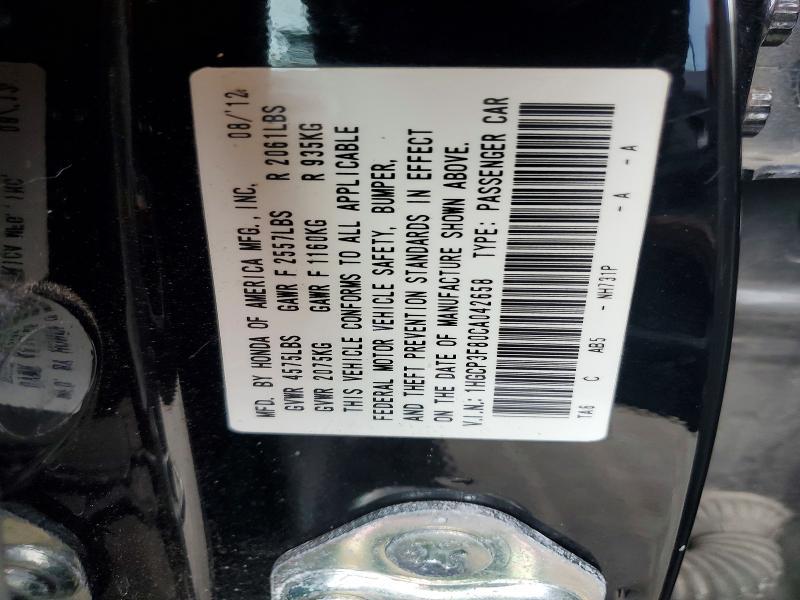 MFD. BY HONDA OF AMERICA MFG., INC. 08/'12
GVWR 4575LBS GAWR F 2557LBS R 2061LBS
GVWR 2075KG GAWR F 1160KG R 935KG
THIS VEHICLE CONFORMS TO ALL APPLICABLE
FEDERAL MOTOR VEHICLE SAFETY, BUMPER,
AND THEFT PREVENTION STANDARDS IN EFFECT
ON THE DATE OF MANUFACTURE SHOWN ABOVE.
V.I.N.: 1HGCP3F80CA042658 TYPE: PASSENGER CAR
TA6 C AB5 - NH731P - A - A